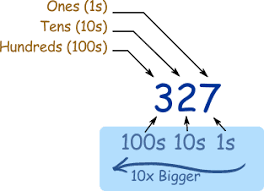 Ones (1s)
Tens (10s)
Hundreds (100s)
327
100s 10s 1s
10x Bigger